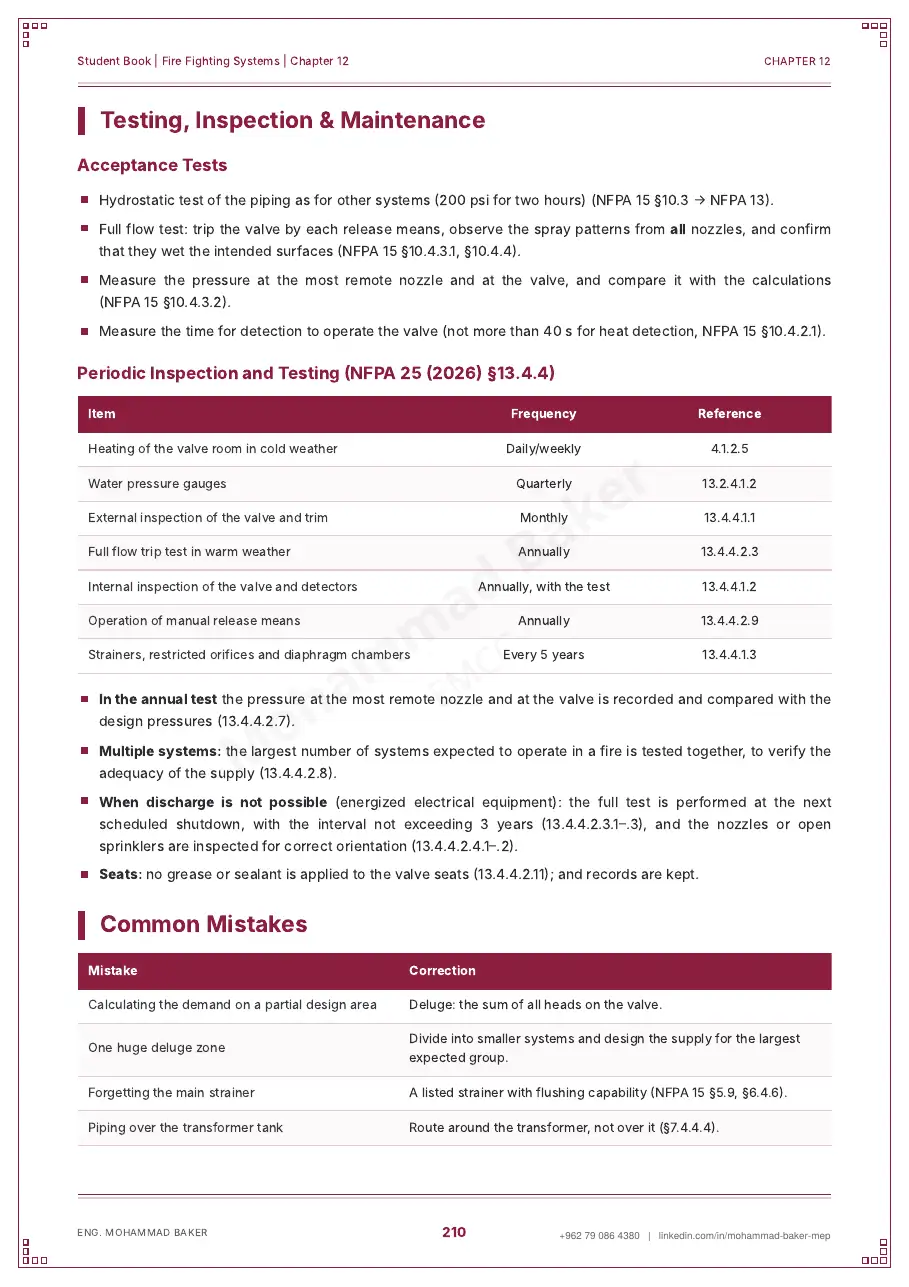 Student Book | Fire Fighting Systems | Chapter 12
CHAPTER 12
Testing, Inspection & Maintenance
Acceptance Tests
Hydrostatic test of the piping as for other systems (200 psi for two hours) (NFPA 15 §10.3 → NFPA 13).
Full flow test: trip the valve by each release means, observe the spray patterns from all nozzles, and confirm
that they wet the intended surfaces (NFPA 15 §10.4.3.1, §10.4.4).
Measure the pressure at the most remote nozzle and at the valve, and compare it with the calculations
(NFPA 15 §10.4.3.2).
Measure the time for detection to operate the valve (not more than 40 s for heat detection, NFPA 15 §10.4.2.1).
Periodic Inspection and Testing (NFPA 25 (2026) §13.4.4)
Item Frequency Reference
Heating of the valve room in cold weather Daily/weekly 4.1.2.5
Water pressure gauges Quarterly 13.2.4.1.2
External inspection of the valve and trim Monthly 13.4.4.1.1
Full flow trip test in warm weather Annually 13.4.4.2.3
Internal inspection of the valve and detectors Annually, with the test 13.4.4.1.2
Operation of manual release means Annually 13.4.4.2.9
Strainers, restricted orifices and diaphragm chambers Every 5 years 13.4.4.1.3
In the annual test the pressure at the most remote nozzle and at the valve is recorded and compared with the
design pressures (13.4.4.2.7).
Multiple systems: the largest number of systems expected to operate in a fire is tested together, to verify the
adequacy of the supply (13.4.4.2.8).
When discharge is not possible (energized electrical equipment): the full test is performed at the next
scheduled shutdown, with the interval not exceeding 3 years (13.4.4.2.3.1–.3), and the nozzles or open
sprinklers are inspected for correct orientation (13.4.4.2.4.1–.2).
Seats: no grease or sealant is applied to the valve seats (13.4.4.2.11); and records are kept.
Common Mistakes
Mistake Correction
Calculating the demand on a partial design area Deluge: the sum of all heads on the valve.
One huge deluge zone Divide into smaller systems and design the supply for the largest
expected group.
Forgetting the main strainer A listed strainer with flushing capability (NFPA 15 §5.9, §6.4.6).
Piping over the transformer tank Route around the transformer, not over it (§7.4.4.4).
Mohammad Baker
ENG. MOHAMMAD BAKER
210
+962 79 086 4380 | linkedin.com/in/mohammad-baker-mep